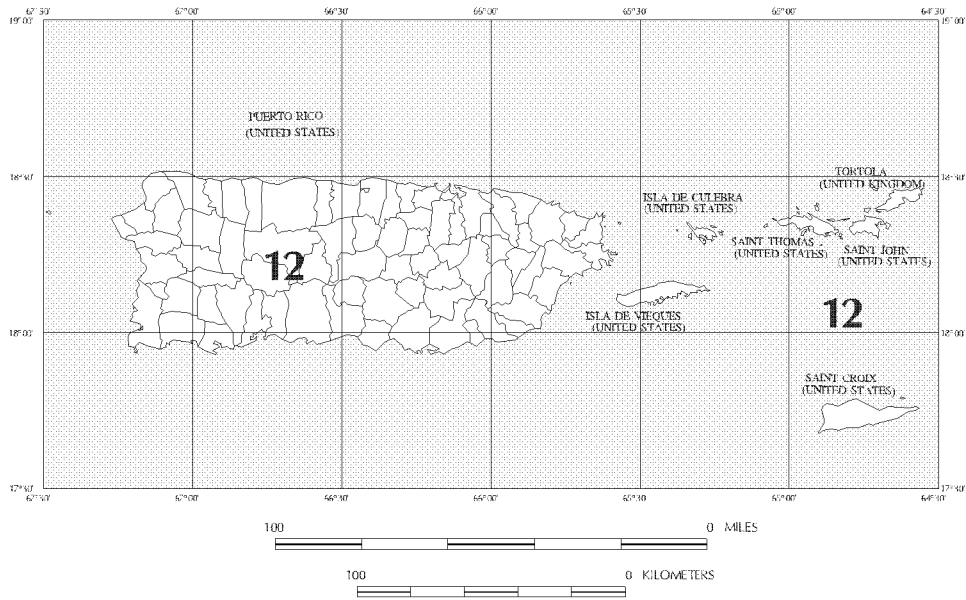 67°30'
67°00'
66°30'
66°00'
65°30'
65°00'
64°30'
19°00'
19°00'
PUERTO RICO
(UNITED STATES)
18°30'
18°30'
TORTOLA
(UNITED KINGDOM)
ISLA DE CULEBRA
(UNITED STATES)
SAINT THOMAS
(UNITED STATES)
SAINT JOHN
(UNITED STATES)
12
12
ISLA DE VIEQUES
(UNITED STATES)
18°00'
18°00'
SAINT CROIX
(UNITED STATES)
17°30'
17°30'
67°30'
67°00'
66°30'
66°00'
65°30'
65°00'
64°30'
100 0 MILES
100 0 KILOMETERS